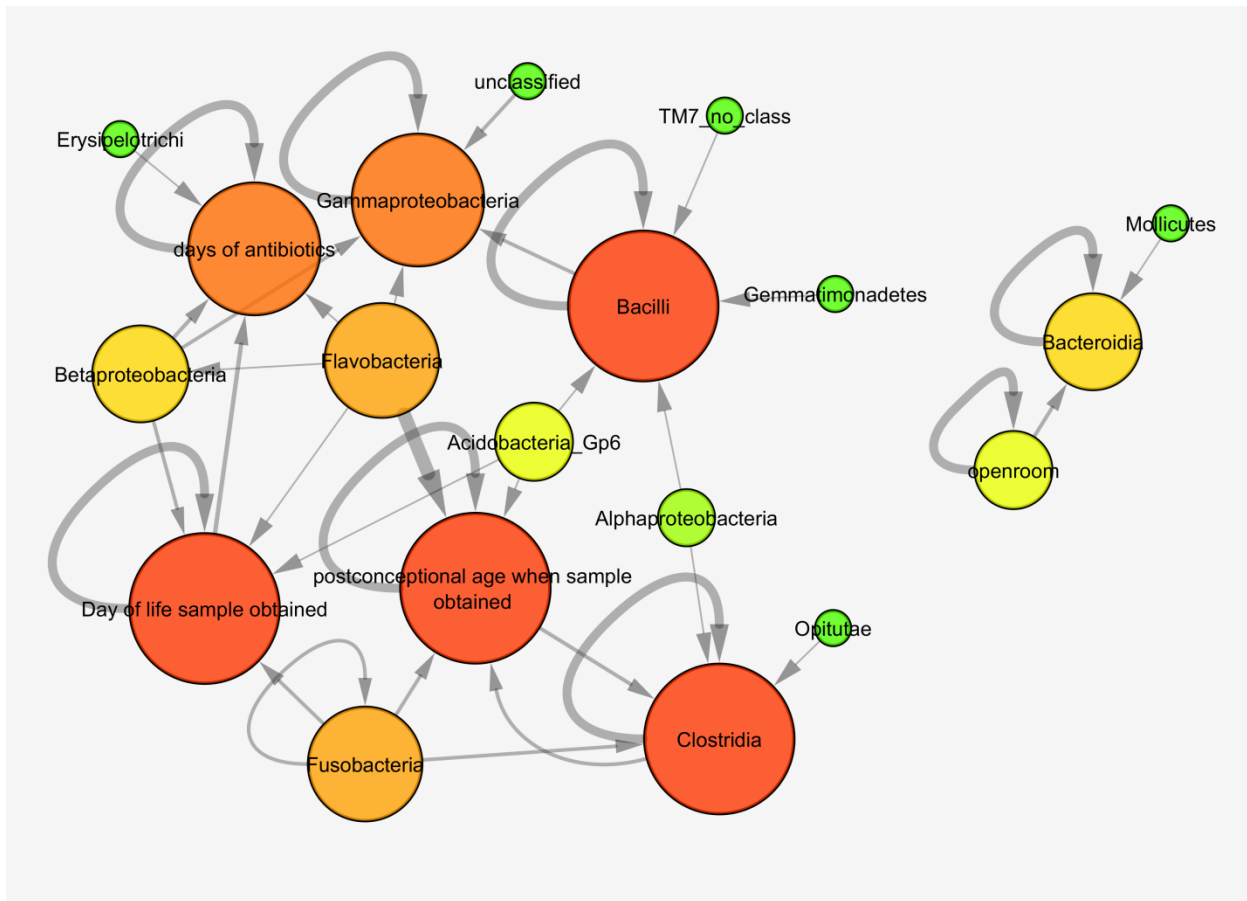 unclassified
TM7_no_class
Erysipelotrichi
Gammaproteobacteria
Mollicutes
days of antibiotics
Gemmatimonadetes
Bacilli
Bacteroidia
Flavobacteria
Betaproteobacteria
Acidobacteria_Gp6
openroom
Alphaproteobacteria
postconceptional age when sample
obtained
Day of life sample obtained
Opitutae
Clostridia
Fusobacteria